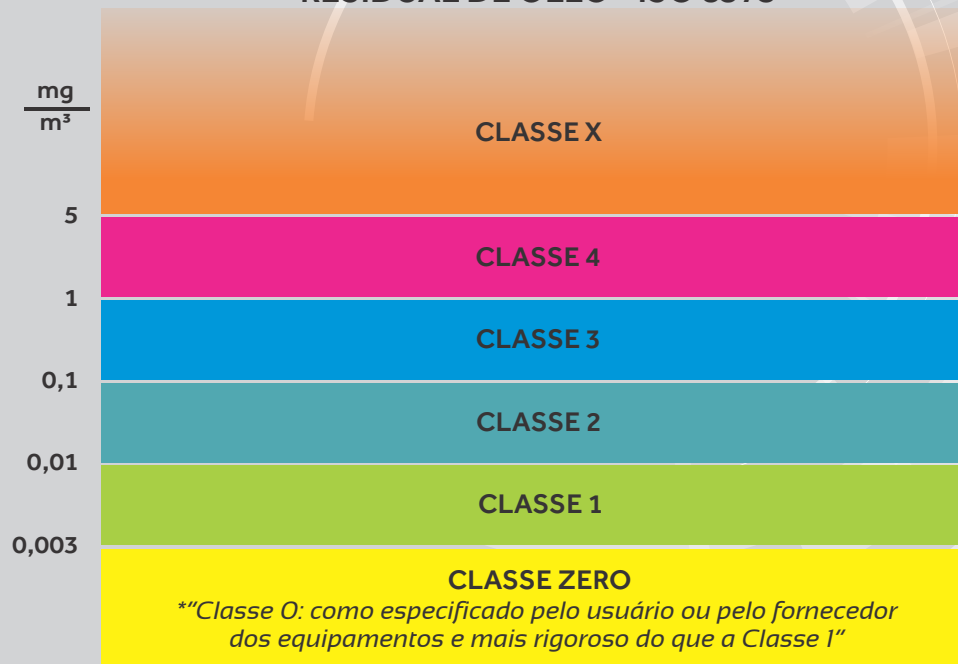 mg
m³
CLASSE X
5
CLASSE 4
1
CLASSE 3
0,1
CLASSE 2
0,01
CLASSE 1
0,003
CLASSE ZERO
*"Classe 0: como especificado pelo usuário ou pelo fornecedor
dos equipamentos e mais rigoroso do que a Classe 1"